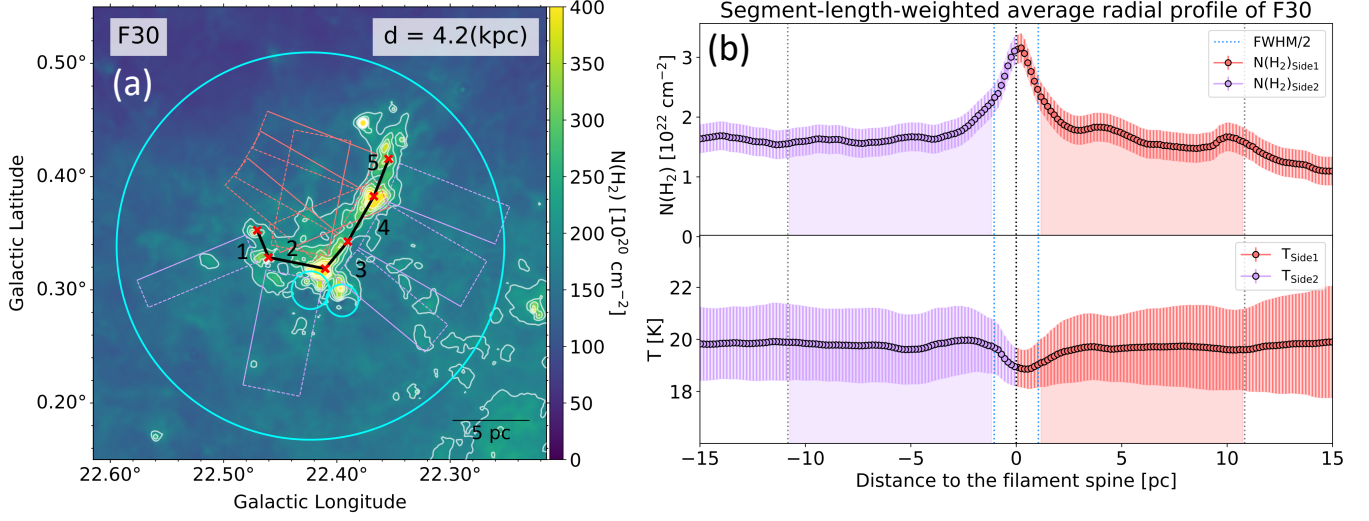 F30
d = 4.2(kpc)
(a)
0.50°
0.40°
0.30°
0.20°
Galactic Latitude
1
2
3
4
5
5 pc
22.60°
22.50°
22.40°
22.30°
Galactic Longitude
400
350
300
250
200
150
100
50
0
N(H₂) [10²⁰ cm⁻²]
Segment-length-weighted average radial profile of F30
(b)
FWHM/2
N(H₂)Side1
N(H₂)Side2
3
2
1
0
N(H₂) [10²² cm⁻²]
TSide1
TSide2
22
20
18
T [K]
−15
−10
−5
0
5
10
15
Distance to the filament spine [pc]